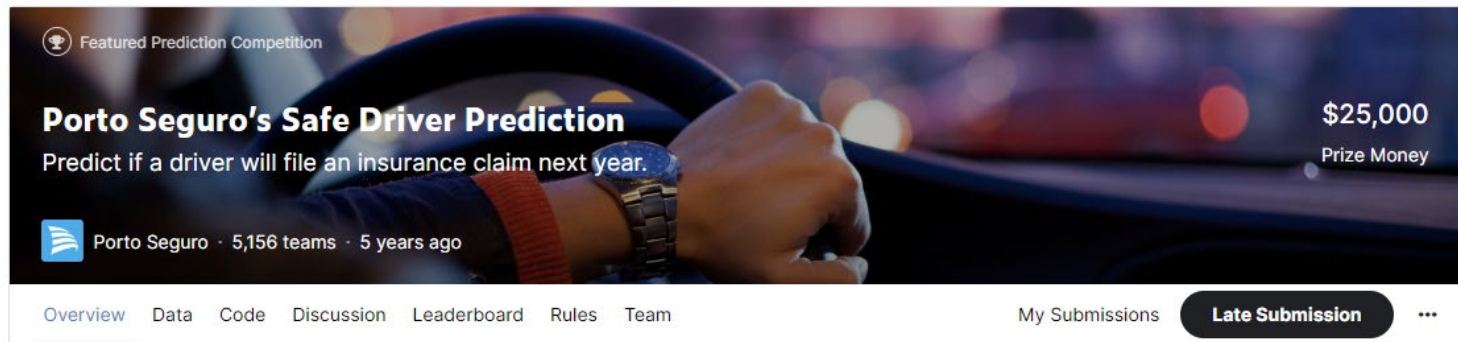 Featured Prediction Competition
Porto Seguro's Safe Driver Prediction
$25,000
Predict if a driver will file an insurance claim next year.
Prize Money
Porto Seguro · 5,156 teams · 5 years ago
Overview Data Code Discussion Leaderboard Rules Team My Submissions Late Submission ...